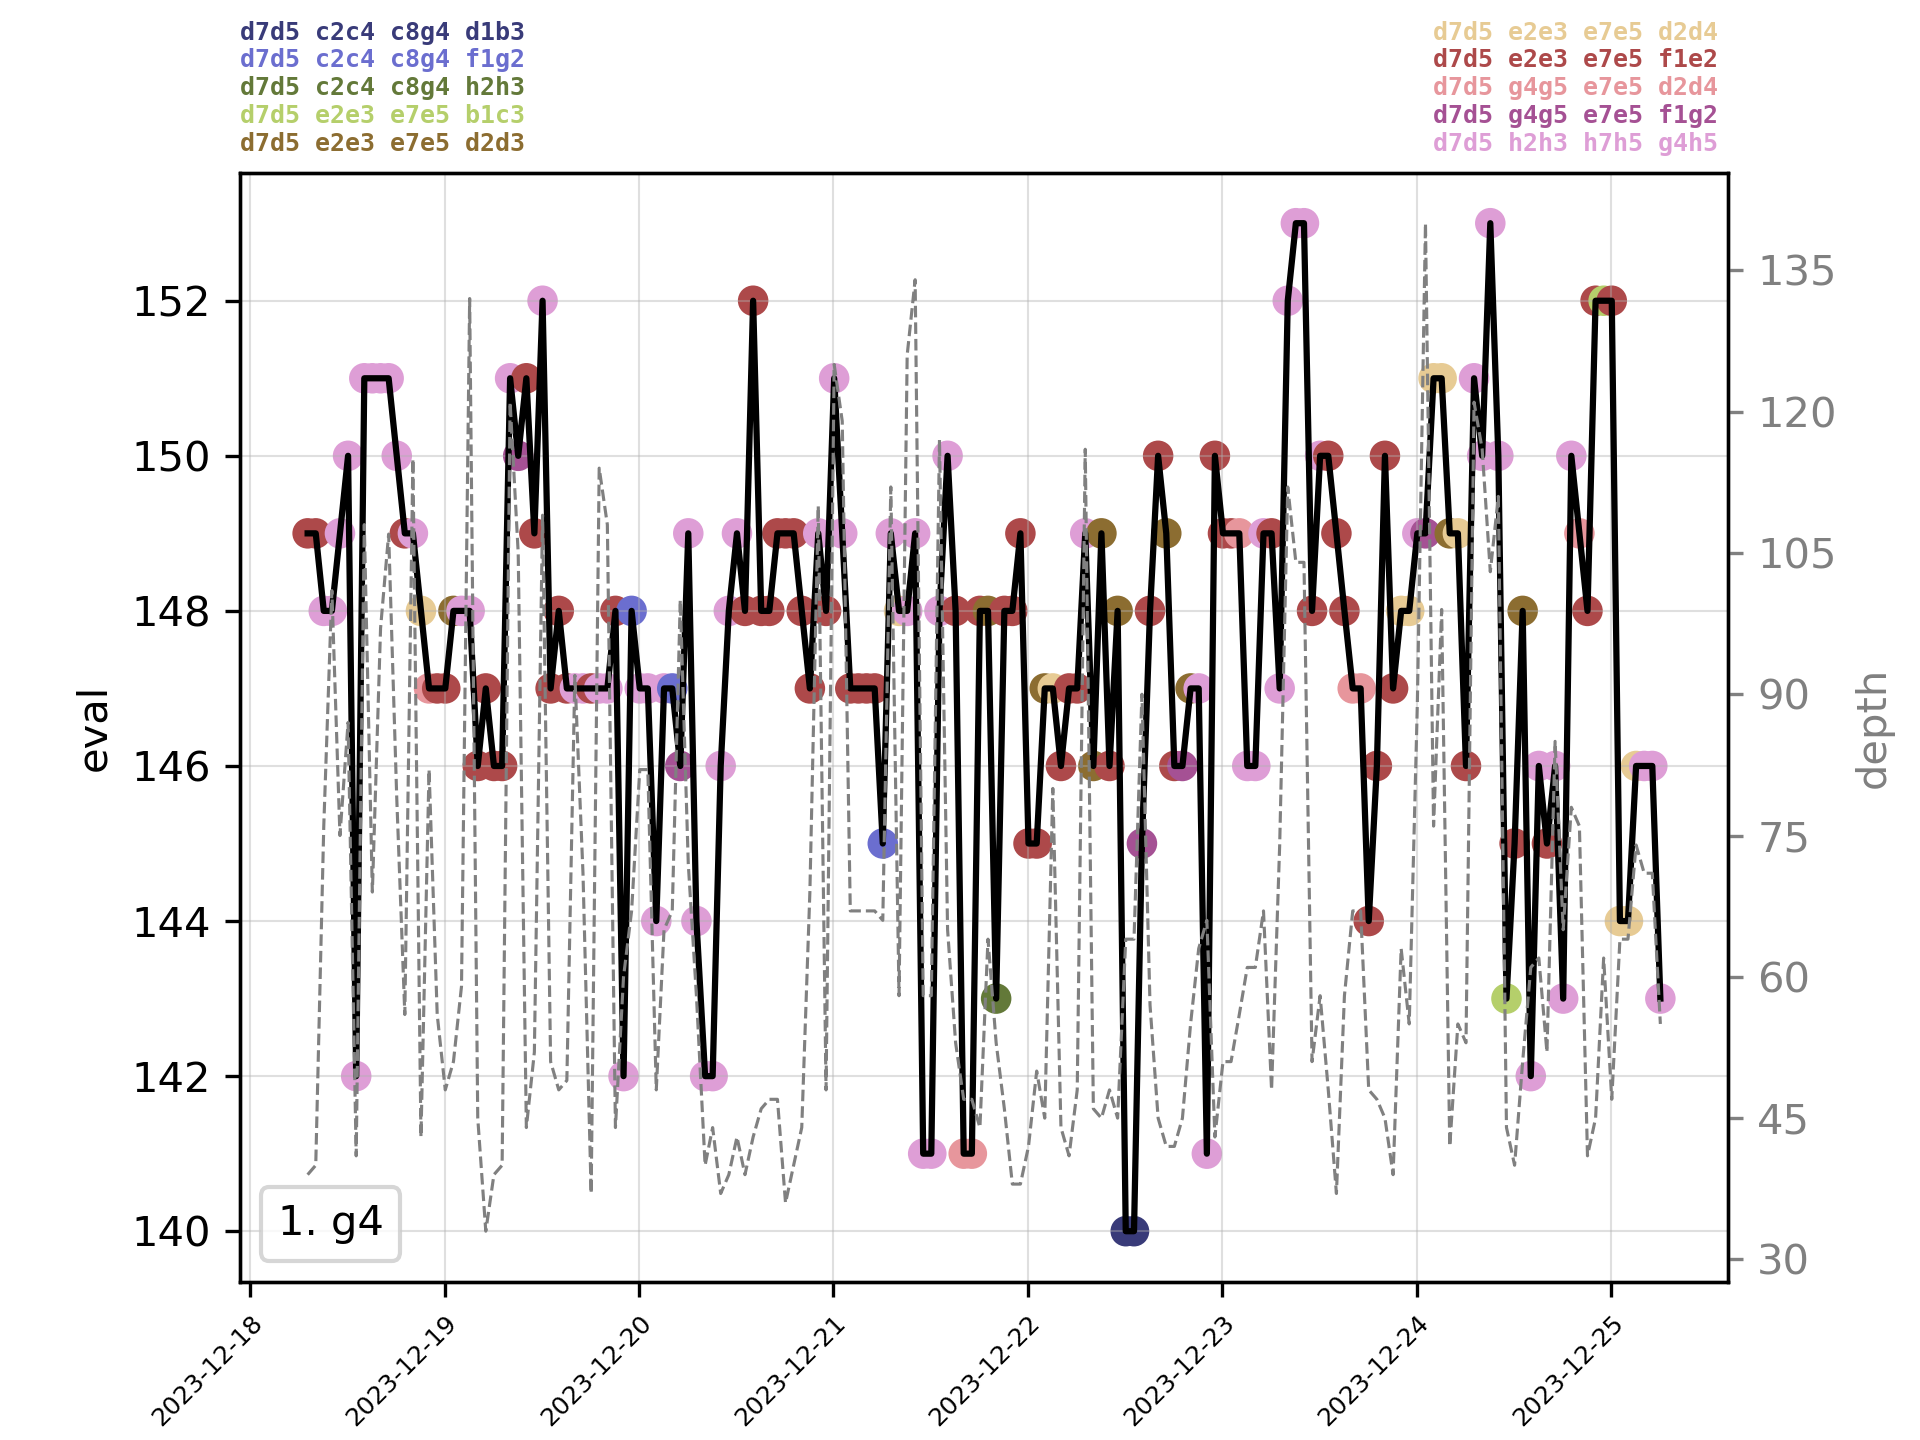 d7d5 c2c4 c8g4 d1b3
d7d5 c2c4 c8g4 f1g2
d7d5 c2c4 c8g4 h2h3
d7d5 e2e3 e7e5 b1c3
d7d5 e2e3 e7e5 d2d3
d7d5 e2e3 e7e5 d2d4
d7d5 e2e3 e7e5 f1e2
d7d5 g4g5 e7e5 d2d4
d7d5 g4g5 e7e5 f1g2
d7d5 h2h3 h7h5 g4h5
eval
152
150
148
146
144
142
140
1. g4
135
120
105
90
75
60
45
30
depth
2023-12-18
2023-12-19
2023-12-20
2023-12-21
2023-12-22
2023-12-23
2023-12-24
2023-12-25